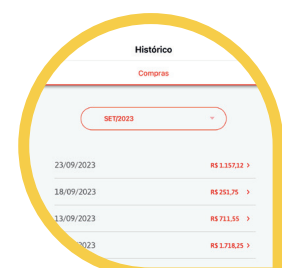 Histórico
Compras
SET/2023
23/09/2023 R$ 1.157,12 >
18/09/2023 R$ 251,75 >
13/09/2023 R$ 711,55 >
2023 R$ 1.718,25 >